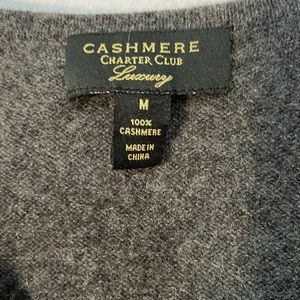 CASHMERE
CHARTER CLUB
Luxury
M
100%
CASHMERE
MADE IN
CHINA